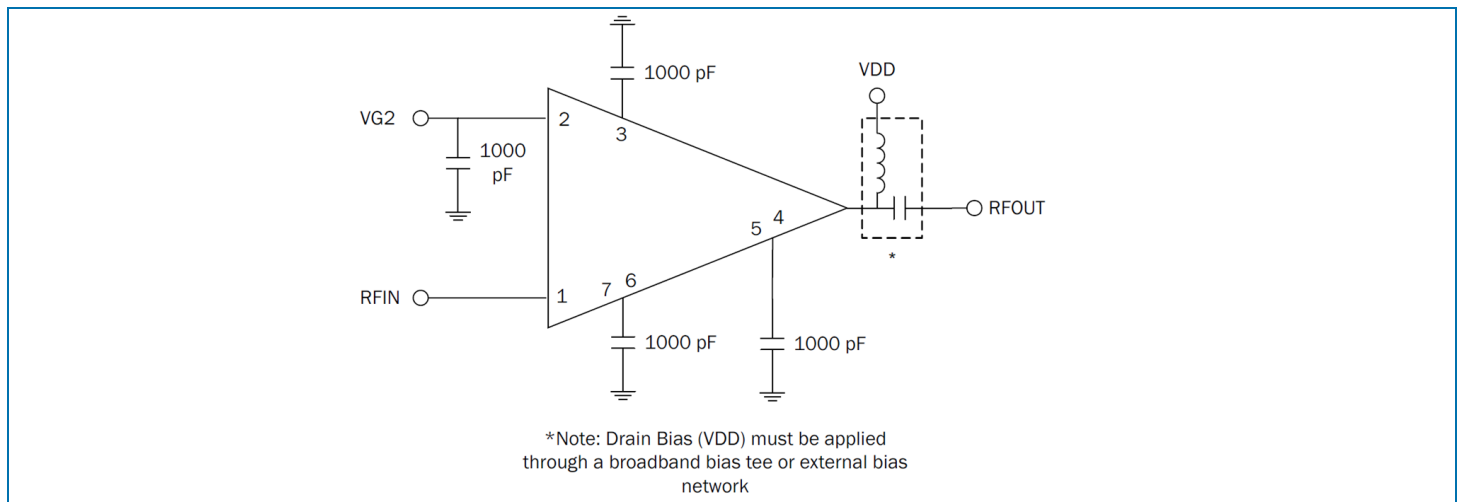 1000 pF
VDD
VG2
2
3
1000
pF
RFOUT
5 4
*
RFIN
1
7 6
1000 pF
1000 pF
*Note: Drain Bias (VDD) must be applied
through a broadband bias tee or external bias
network